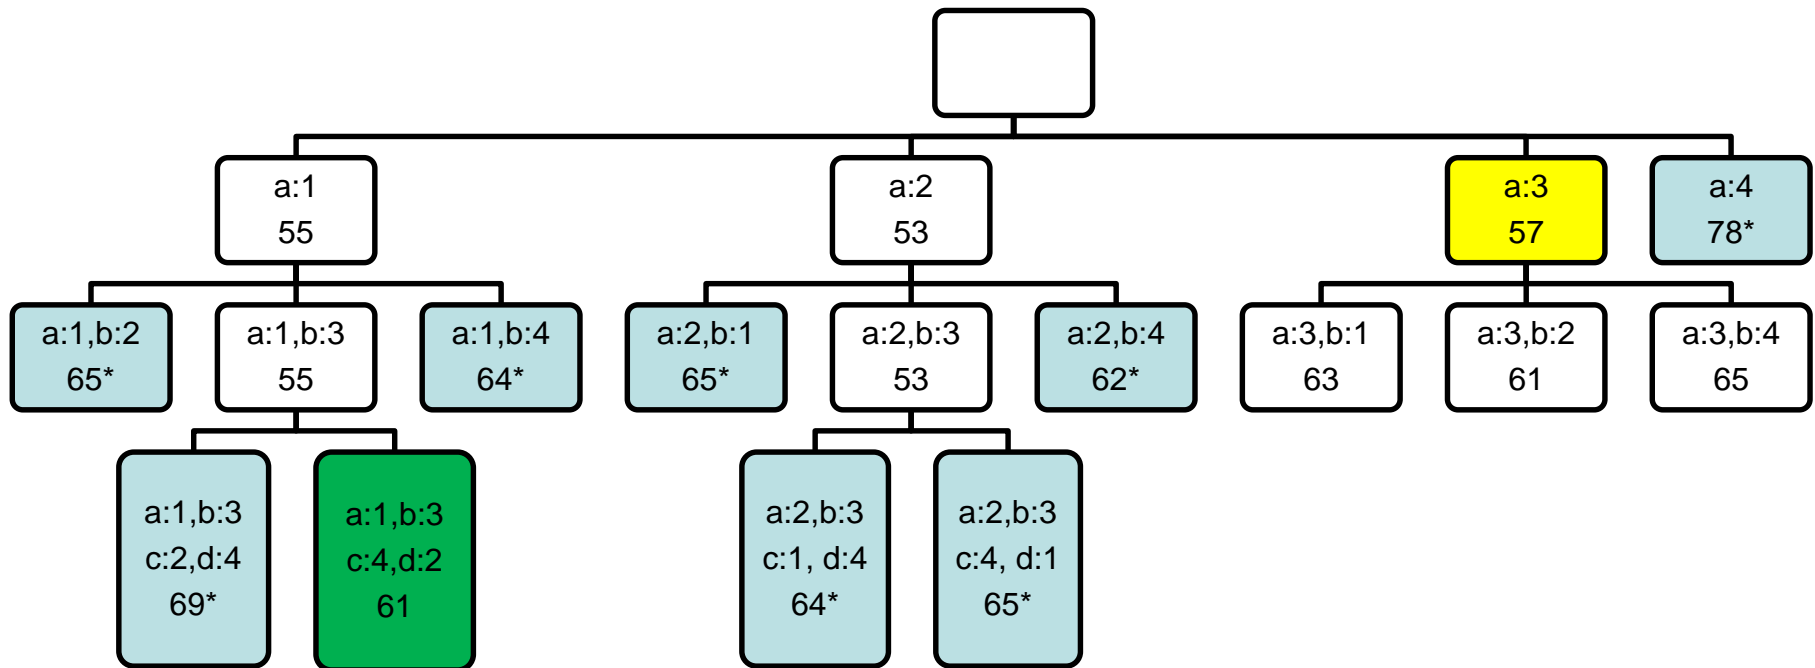 a:1
55
a:2
53
a:3
57
a:4
78*
a:1,b:2
65*
a:1,b:3
55
a:1,b:4
64*
a:2,b:1
65*
a:2,b:3
53
a:2,b:4
62*
a:3,b:1
63
a:3,b:2
61
a:3,b:4
65
a:1,b:3
c:2,d:4
69*
a:1,b:3
c:4,d:2
61
a:2,b:3
c:1, d:4
64*
a:2,b:3
c:4, d:1
65*